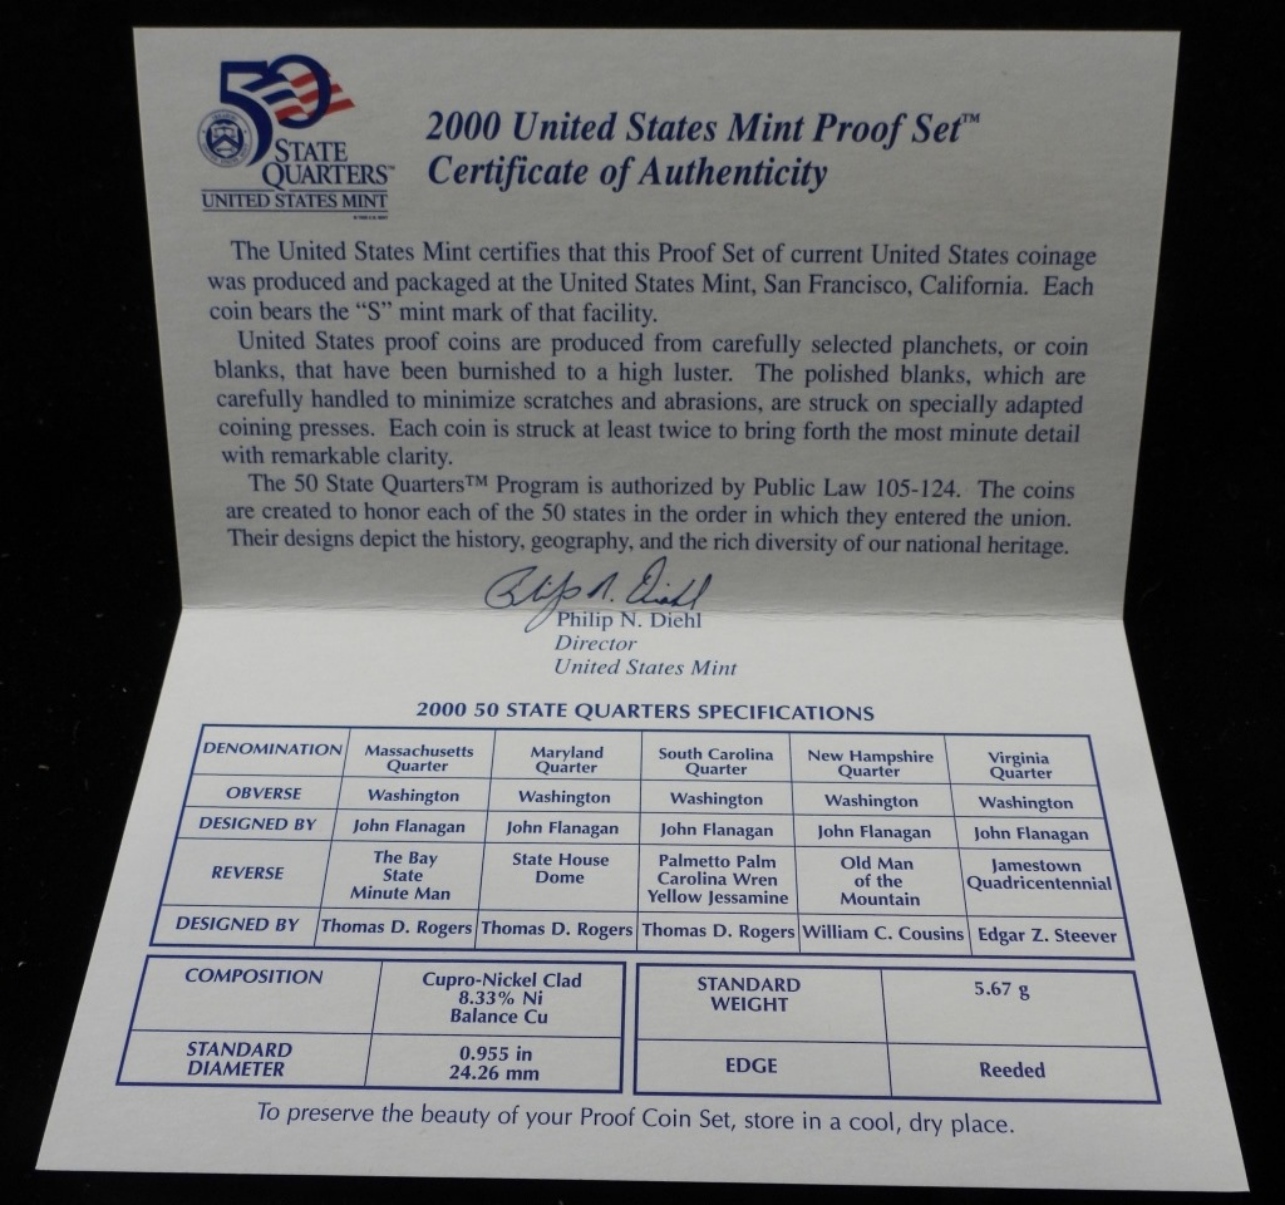 50
STATE
QUARTERS™
UNITED STATES MINT
2000 United States Mint Proof Set™
Certificate of Authenticity
The United States Mint certifies that this Proof Set of current United States coinage
was produced and packaged at the United States Mint, San Francisco, California. Each
coin bears the “S” mint mark of that facility.
United States proof coins are produced from carefully selected planchets, or coin
blanks, that have been burnished to a high luster. The polished blanks, which are
carefully handled to minimize scratches and abrasions, are struck on specially adapted
coining presses. Each coin is struck at least twice to bring forth the most minute detail
with remarkable clarity.
The 50 State Quarters™ Program is authorized by Public Law 105-124. The coins
are created to honor each of the 50 states in the order in which they entered the union.
Their designs depict the history, geography, and the rich diversity of our national heritage.
Philip N. Diehl
Philip N. Diehl
Director
United States Mint
2000 50 STATE QUARTERS SPECIFICATIONS
DENOMINATION Massachusetts Quarter Maryland Quarter South Carolina Quarter New Hampshire Quarter Virginia Quarter
OBVERSE Washington Washington Washington Washington Washington
DESIGNED BY John Flanagan John Flanagan John Flanagan John Flanagan John Flanagan
REVERSE The Bay State Minute Man State House Dome Palmetto Palm Carolina Wren Yellow Jessamine Old Man of the Mountain Jamestown Quadricentennial
DESIGNED BY Thomas D. Rogers Thomas D. Rogers Thomas D. Rogers William C. Cousins Edgar Z. Steever
COMPOSITION Cupro-Nickel Clad
8.33% Ni
Balance Cu
STANDARD WEIGHT 5.67 g
STANDARD DIAMETER 0.955 in
24.26 mm
EDGE Reeded
To preserve the beauty of your Proof Coin Set, store in a cool, dry place.